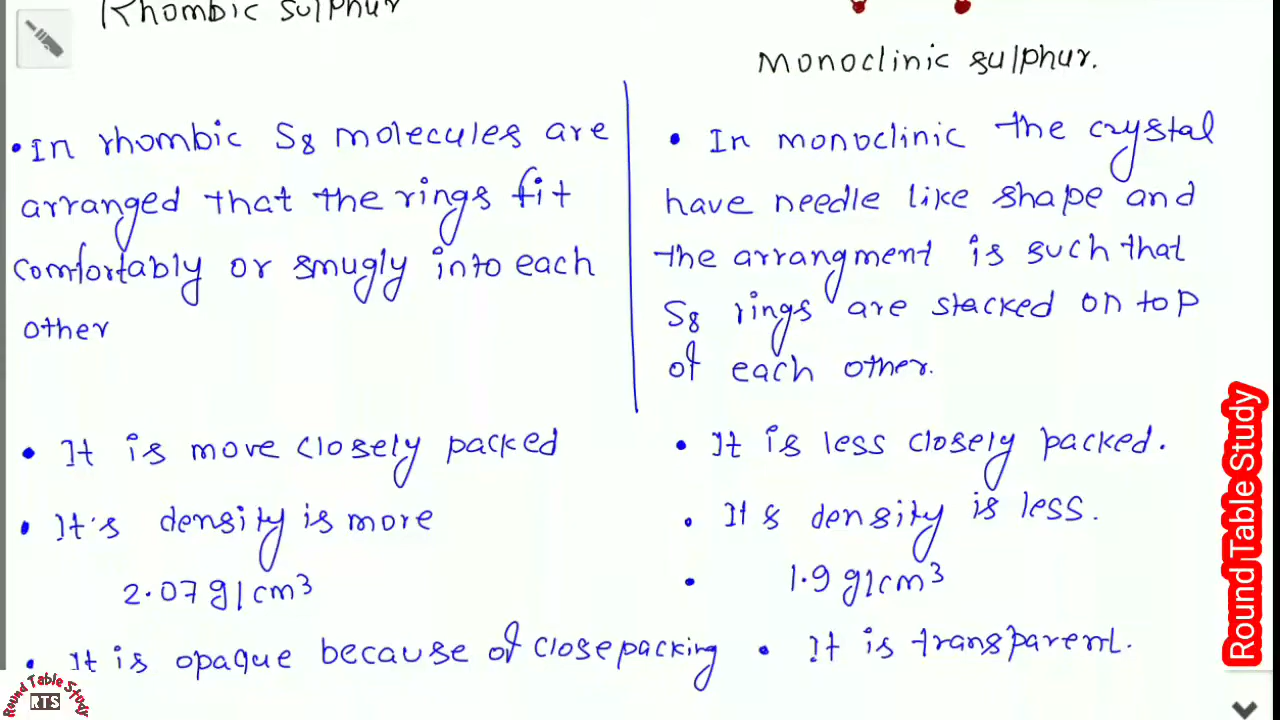 Rhombic sulphur
Monoclinic sulphur.
• In rhombic S8 molecules are
arranged that the rings fit
comfortably or smugly into each
other
• In monoclinic the crystal
have needle like shape and
the arrangment is such that
S8 rings are stacked on top
of each other.
• It is more closely packed
• It's density is more
2.07 g/cm³
• It is opaque because of close packing
• It is less closely packed.
• Its density is less.
• 1.9 g/cm³
• It is transparent.
Round Table Study
Round Table Study
RTS